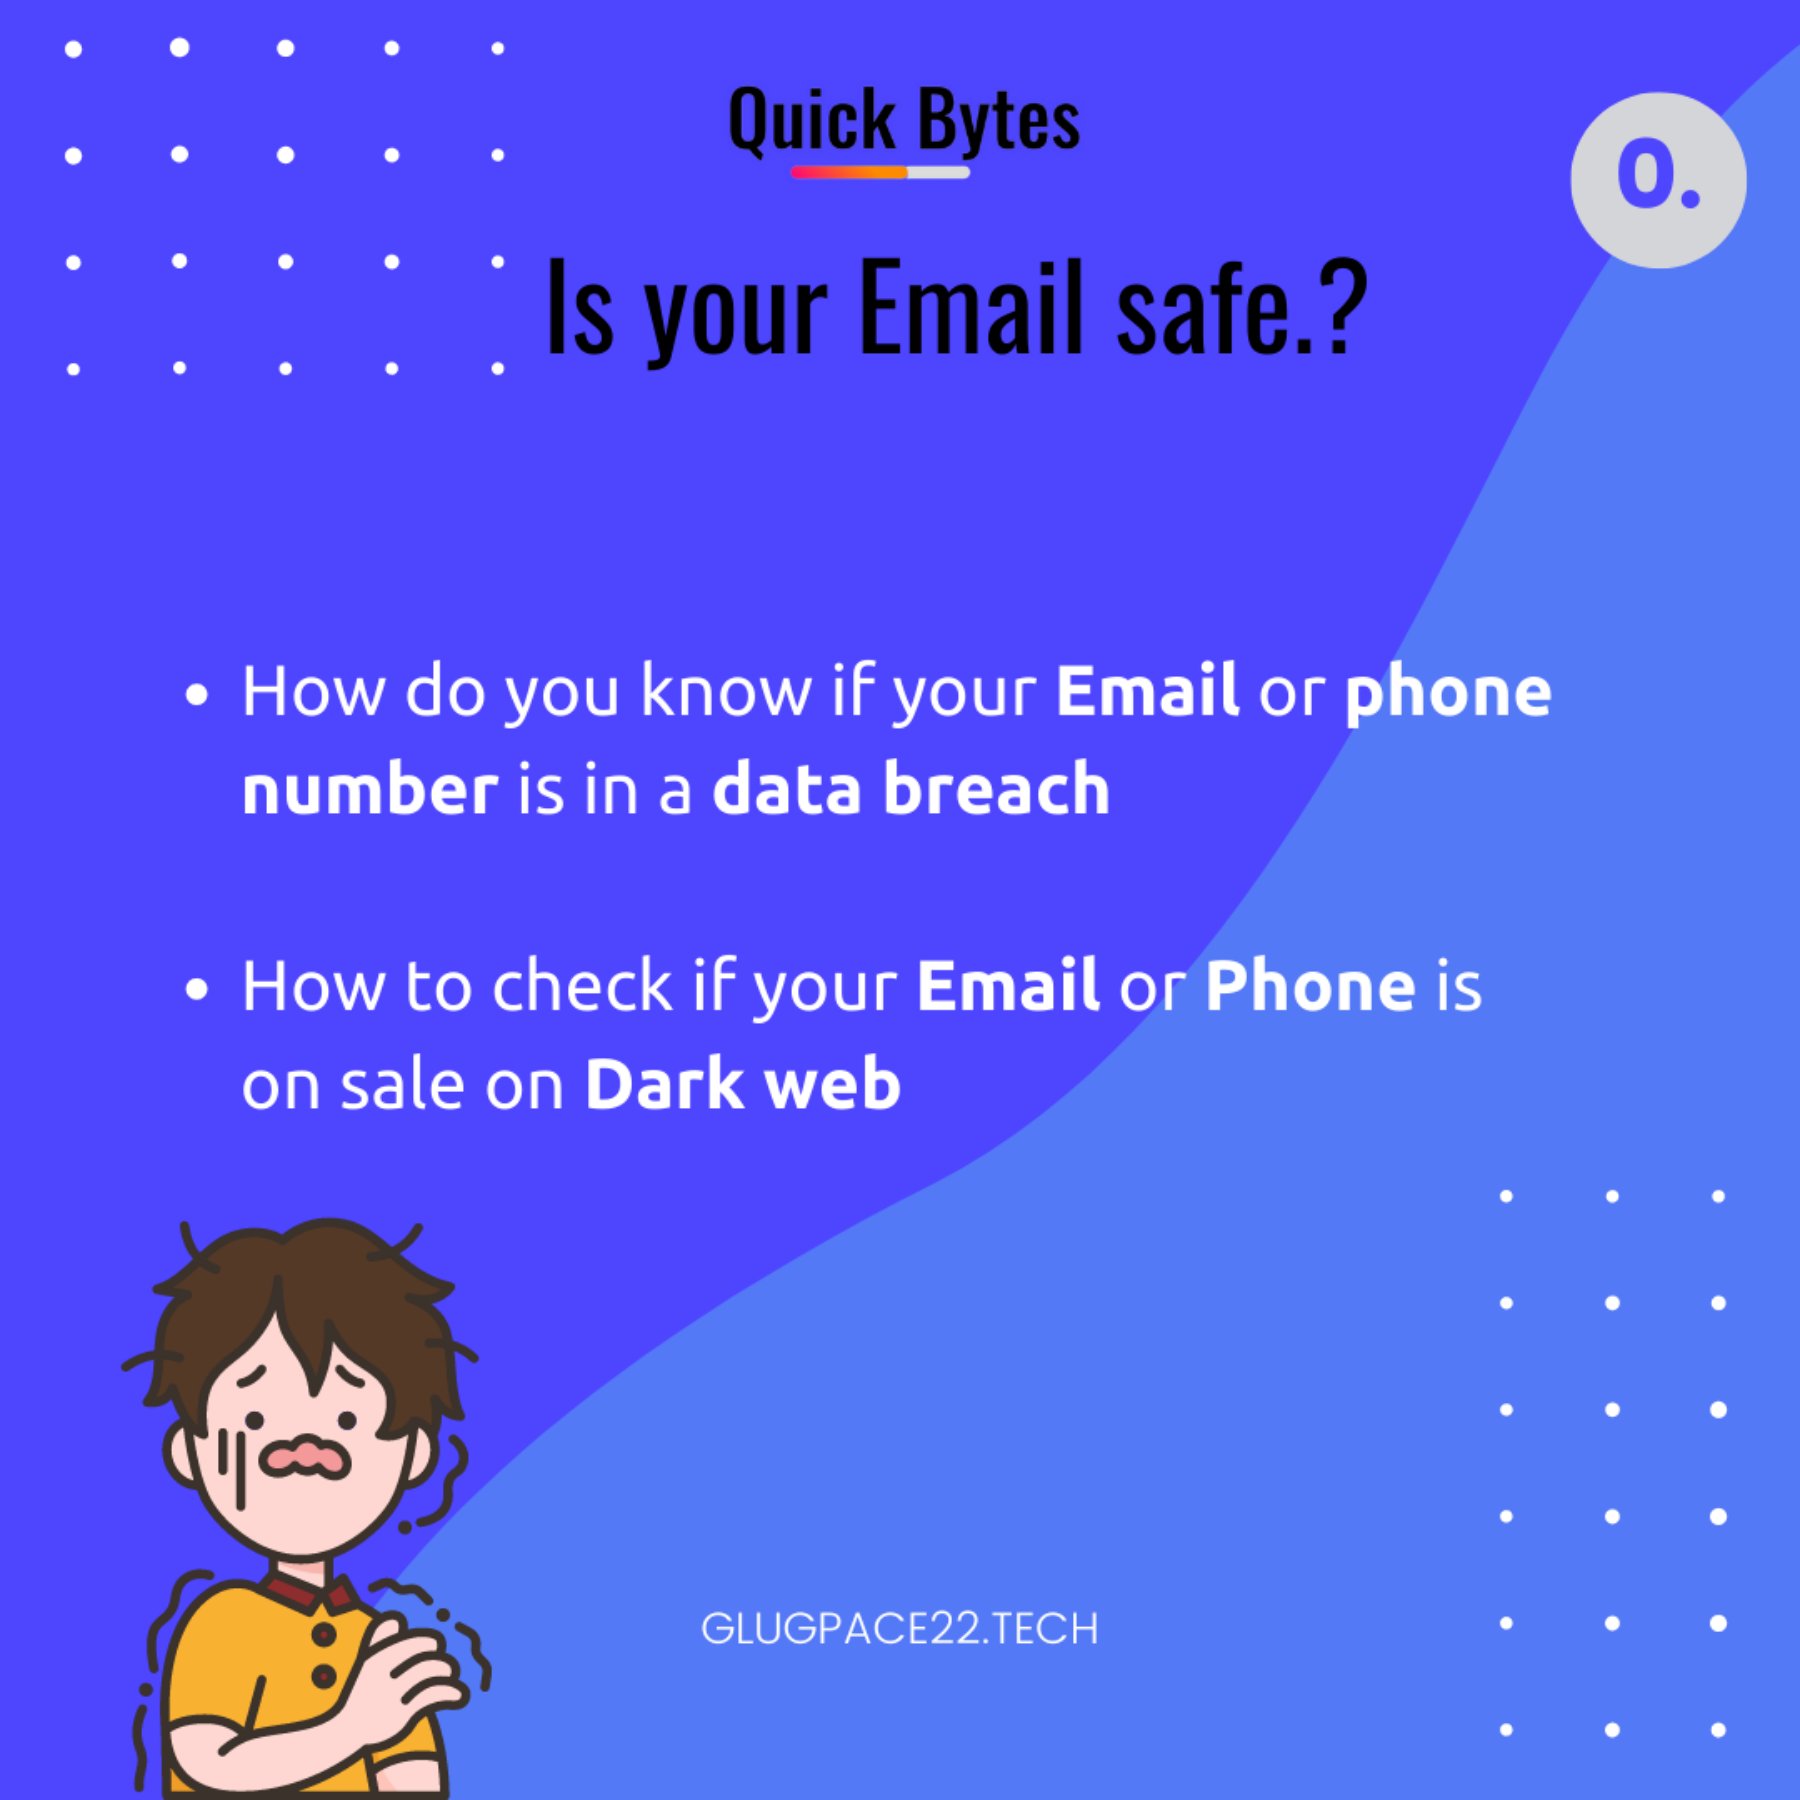 Quick Bytes
0.
Is your Email safe.?
• How do you know if your Email or phone
number is in a data breach
• How to check if your Email or Phone is
on sale on Dark web
GLUGPACE22.TECH